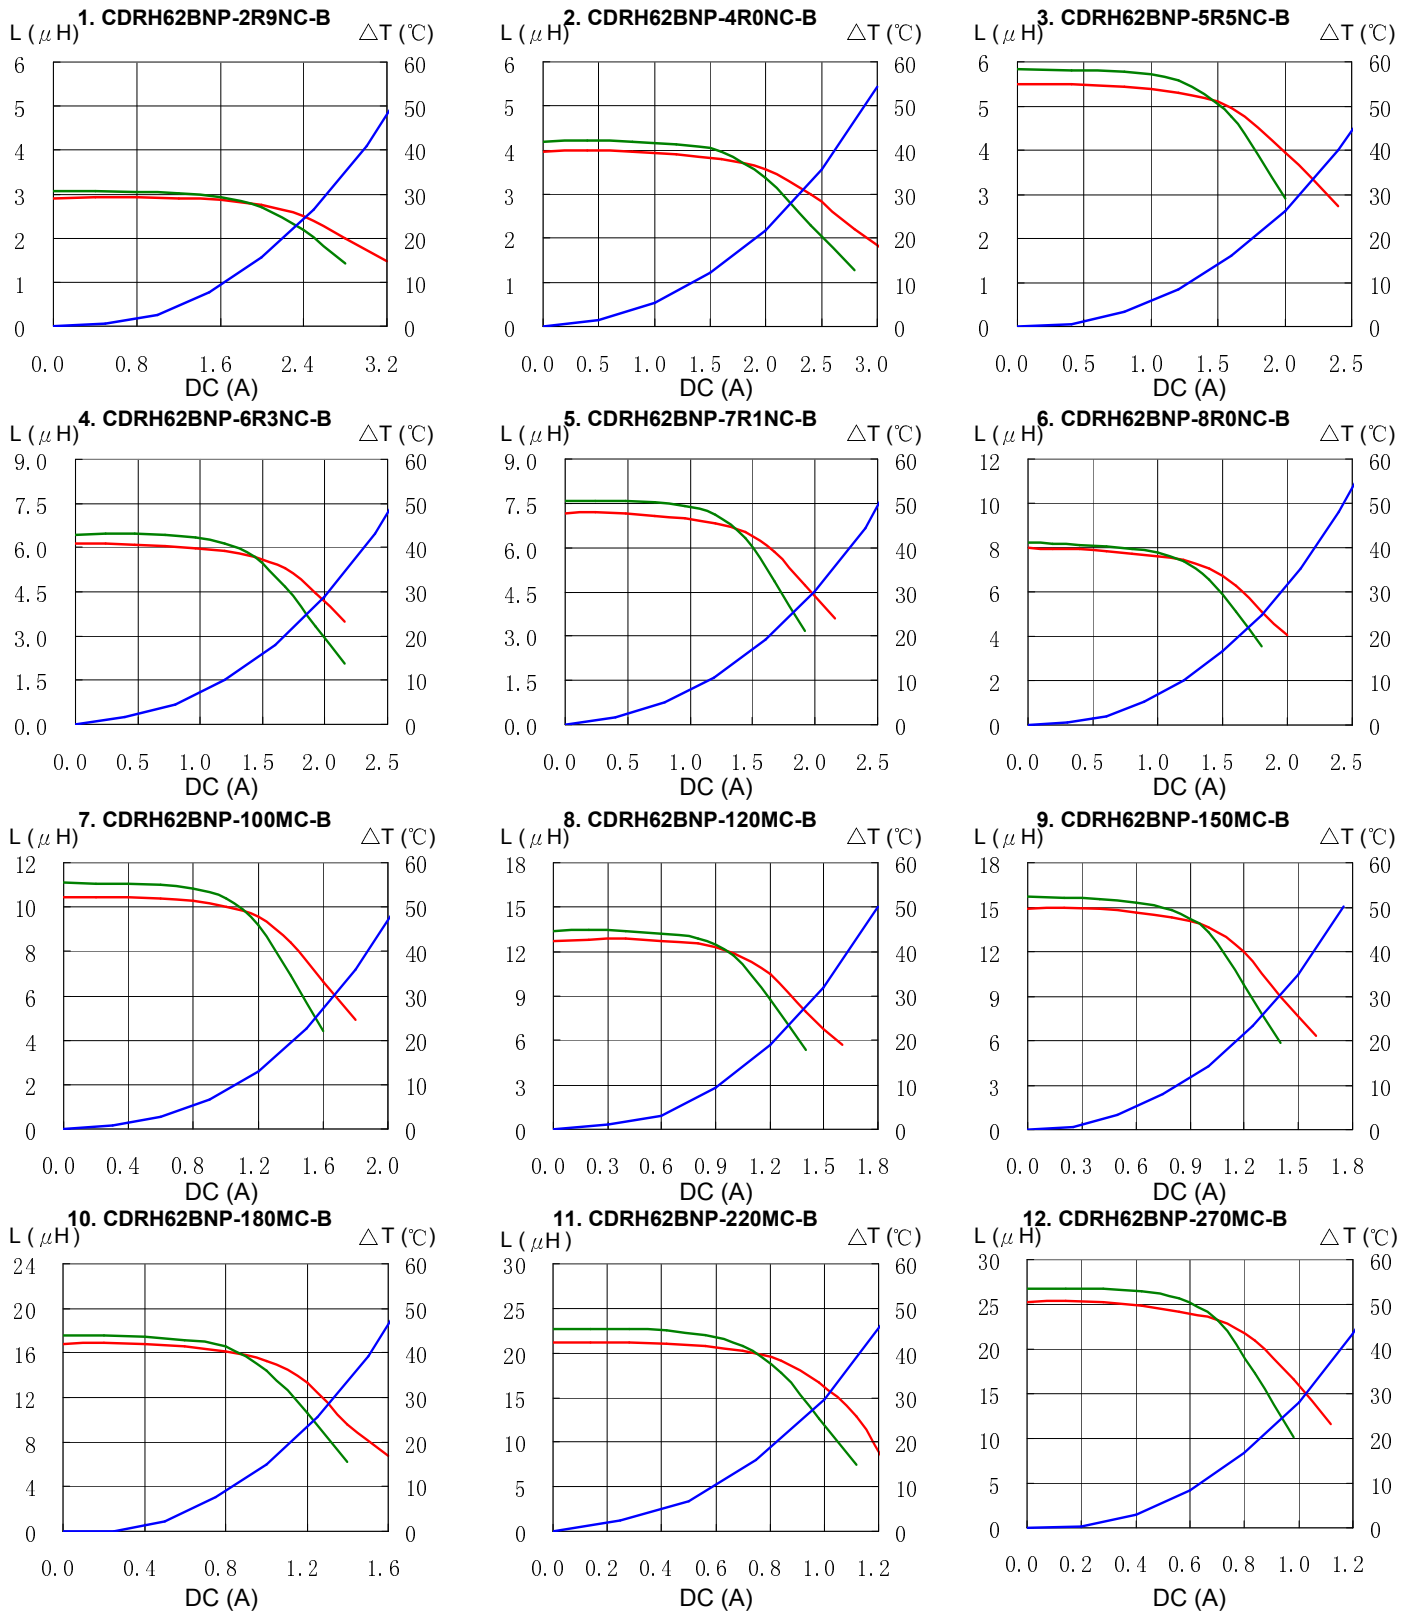 1. CDRH62BNP-2R9NC-B
L (μH) △T (℃)
6 60
5 50
4 40
3 30
2 20
1 10
0 0
0.0 0.8 1.6 2.4 3.2
DC (A)
2. CDRH62BNP-4R0NC-B
L (μH) △T (℃)
6 60
5 50
4 40
3 30
2 20
1 10
0 0
0.0 0.5 1.0 1.5 2.0 2.5 3.0
DC (A)
3. CDRH62BNP-5R5NC-B
L (μH) △T (℃)
6 60
5 50
4 40
3 30
2 20
1 10
0 0
0.0 0.5 1.0 1.5 2.0 2.5
DC (A)
4. CDRH62BNP-6R3NC-B
L (μH) △T (℃)
9.0 60
7.5 50
6.0 40
4.5 30
3.0 20
1.5 10
0.0 0
0.0 0.5 1.0 1.5 2.0 2.5
DC (A)
5. CDRH62BNP-7R1NC-B
L (μH) △T (℃)
9.0 60
7.5 50
6.0 40
4.5 30
3.0 20
1.5 10
0.0 0
0.0 0.5 1.0 1.5 2.0 2.5
DC (A)
6. CDRH62BNP-8R0NC-B
L (μH) △T (℃)
12 60
10 50
8 40
6 30
4 20
2 10
0 0
0.0 0.5 1.0 1.5 2.0 2.5
DC (A)
7. CDRH62BNP-100MC-B
L (μH) △T (℃)
12 60
10 50
8 40
6 30
4 20
2 10
0 0
0.0 0.4 0.8 1.2 1.6 2.0
DC (A)
8. CDRH62BNP-120MC-B
L (μH) △T (℃)
18 60
15 50
12 40
9 30
6 20
3 10
0 0
0.0 0.3 0.6 0.9 1.2 1.5 1.8
DC (A)
9. CDRH62BNP-150MC-B
L (μH) △T (℃)
18 60
15 50
12 40
9 30
6 20
3 10
0 0
0.0 0.3 0.6 0.9 1.2 1.5 1.8
DC (A)
10. CDRH62BNP-180MC-B
L (μH) △T (℃)
24 60
20 50
16 40
12 30
8 20
4 10
0 0
0.0 0.4 0.8 1.2 1.6
DC (A)
11. CDRH62BNP-220MC-B
L (μH) △T (℃)
30 60
25 50
20 40
15 30
10 20
5 10
0 0
0.0 0.2 0.4 0.6 0.8 1.0 1.2
DC (A)
12. CDRH62BNP-270MC-B
L (μH) △T (℃)
30 60
25 50
20 40
15 30
10 20
5 10
0 0
0.0 0.2 0.4 0.6 0.8 1.0 1.2
DC (A)